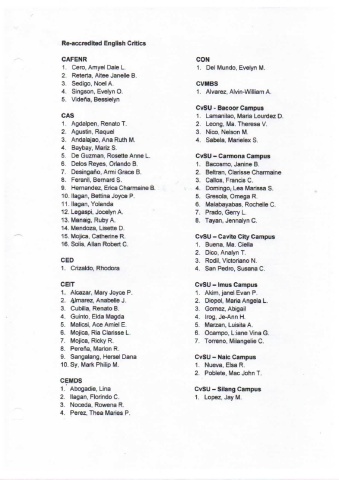 Re-accredited English Critics
CAFENR
1. Cero, Amyel Dale L.
2. Reterta, Aitee Janelle B.
3. Sedigo, Noel A.
4. Singson, Evelyn O.
5. Videña, Bessielyn
CAS
1. Agdalpen, Renato T.
2. Agustin, Raquel
3. Andalajao, Ana Ruth M.
4. Baybay, Mariz S.
5. De Guzman, Rosette Anne L.
6. Delos Reyes, Orlando B.
7. Desingaño, Armi Grace B.
8. Feranil, Bernard S.
9. Hernandez, Erica Charmaine B.
10. Ilagan, Bettina Joyce P.
11. Ilagan, Yolanda
12. Legaspi, Jocelyn A.
13. Manaig, Ruby A.
14. Mendoza, Lisette D.
15. Mojica, Catherine R.
16. Solis, Allan Robert C.
CED
1. Crizaldo, Rhodora
CEIT
1. Alcazar, Mary Joyce P.
2. Almarez, Anabelle J.
3. Cubilla, Renato B.
4. Guinto, Elda Magda
5. Malicsi, Ace Amiel E.
6. Mojica, Ria Clarisse L.
7. Mojica, Ricky R.
8. Pereña, Marlon R.
9. Sangalang, Hersel Dana
10. Sy, Mark Philip M.
CEMDS
1. Abogadie, Lina
2. Ilagan, Florindo C.
3. Noceda, Rowena R.
4. Perez, Thea Maries P.
CON
1. Del Mundo, Evelyn M.
CVMBS
1. Alvarez, Alvin-William A.
CvSU - Bacoor Campus
1. Lamanilao, Maria Lourdez D.
2. Leong, Ma. Theresa V.
3. Nico, Nelson M.
4. Sabela, Marielex S.
CvSU – Carmona Campus
1. Bacosmo, Janine B.
2. Beltran, Clarisse Charmaine
3. Callos, Francis C.
4. Domingo, Lea Marissa S.
5. Gresola, Omega R.
6. Malabayabas, Rochelle C.
7. Prado, Gerry L.
8. Tayan, Jennalyn C.
CvSU – Cavite City Campus
1. Buena, Ma. Ciella
2. Dico, Analyn T.
3. Rodil, Victoriano N.
4. San Pedro, Susana C.
CvSU – Imus Campus
1. Akim, janel Evan P.
2. Diopol, Maria Angela L.
3. Gomez, Abigail
4. Irog, Je-Ann H.
5. Marzan, Luisita A.
6. Ocampo, Liane Vina G.
7. Torreno, Milangelie C.
CvSU – Naic Campus
1. Nueva, Elsa R.
2. Poblete, Mac John T.
CvSU – Silang Campus
1. Lopez, Jay M.